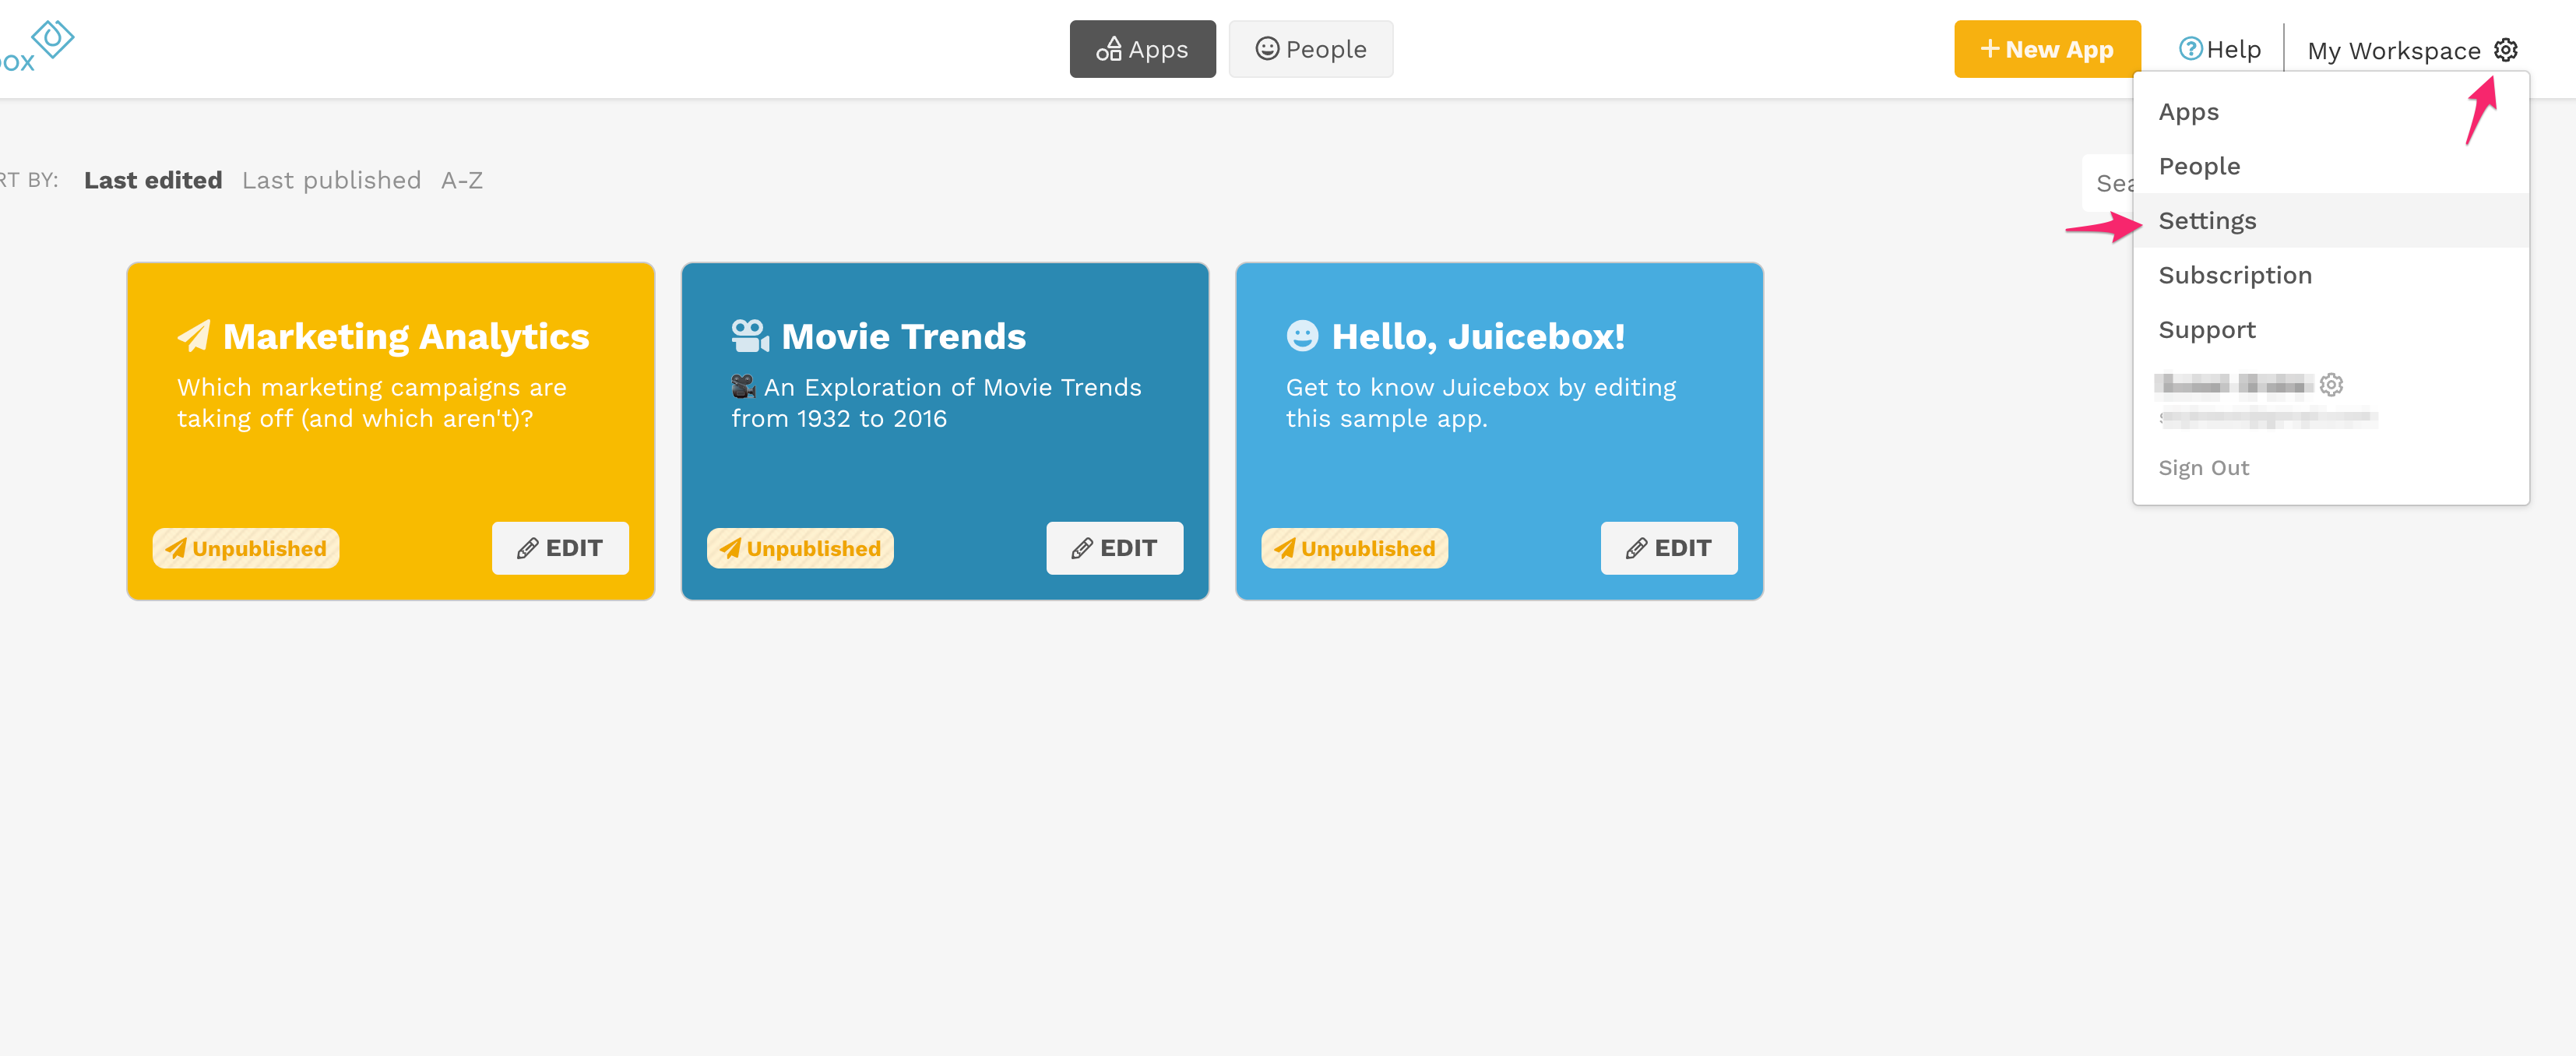 ox
Apps
People
New App
Help
My Workspace
RT BY:
Last edited
Last published
A-Z
Sea
Apps
People
Settings
Subscription
Support
Sign Out
Marketing Analytics
Which marketing campaigns are
taking off (and which aren't)?
Unpublished
EDIT
Movie Trends
An Exploration of Movie Trends
from 1932 to 2016
Unpublished
EDIT
Hello, Juicebox!
Get to know Juicebox by editing
this sample app.
Unpublished
EDIT